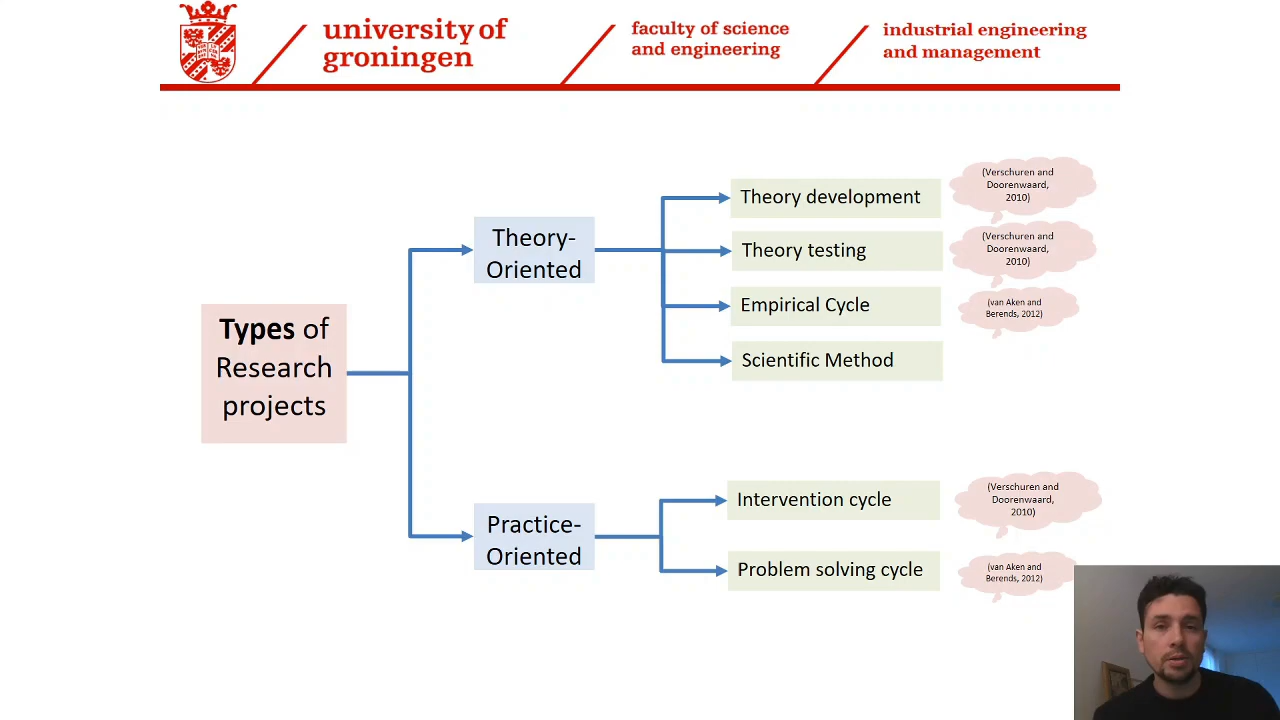 university of
groningen
faculty of science
and engineering
industrial engineering
and management
Types of
Research
projects
Theory-
Oriented
Theory development
(Verschuren and
Doorenwaard,
2010)
Theory testing
(Verschuren and
Doorenwaard,
2010)
Empirical Cycle
(van Aken and
Berends, 2012)
Scientific Method
Practice-
Oriented
Intervention cycle
(Verschuren and
Doorenwaard,
2010)
Problem solving cycle
(van Aken and
Berends, 2012)